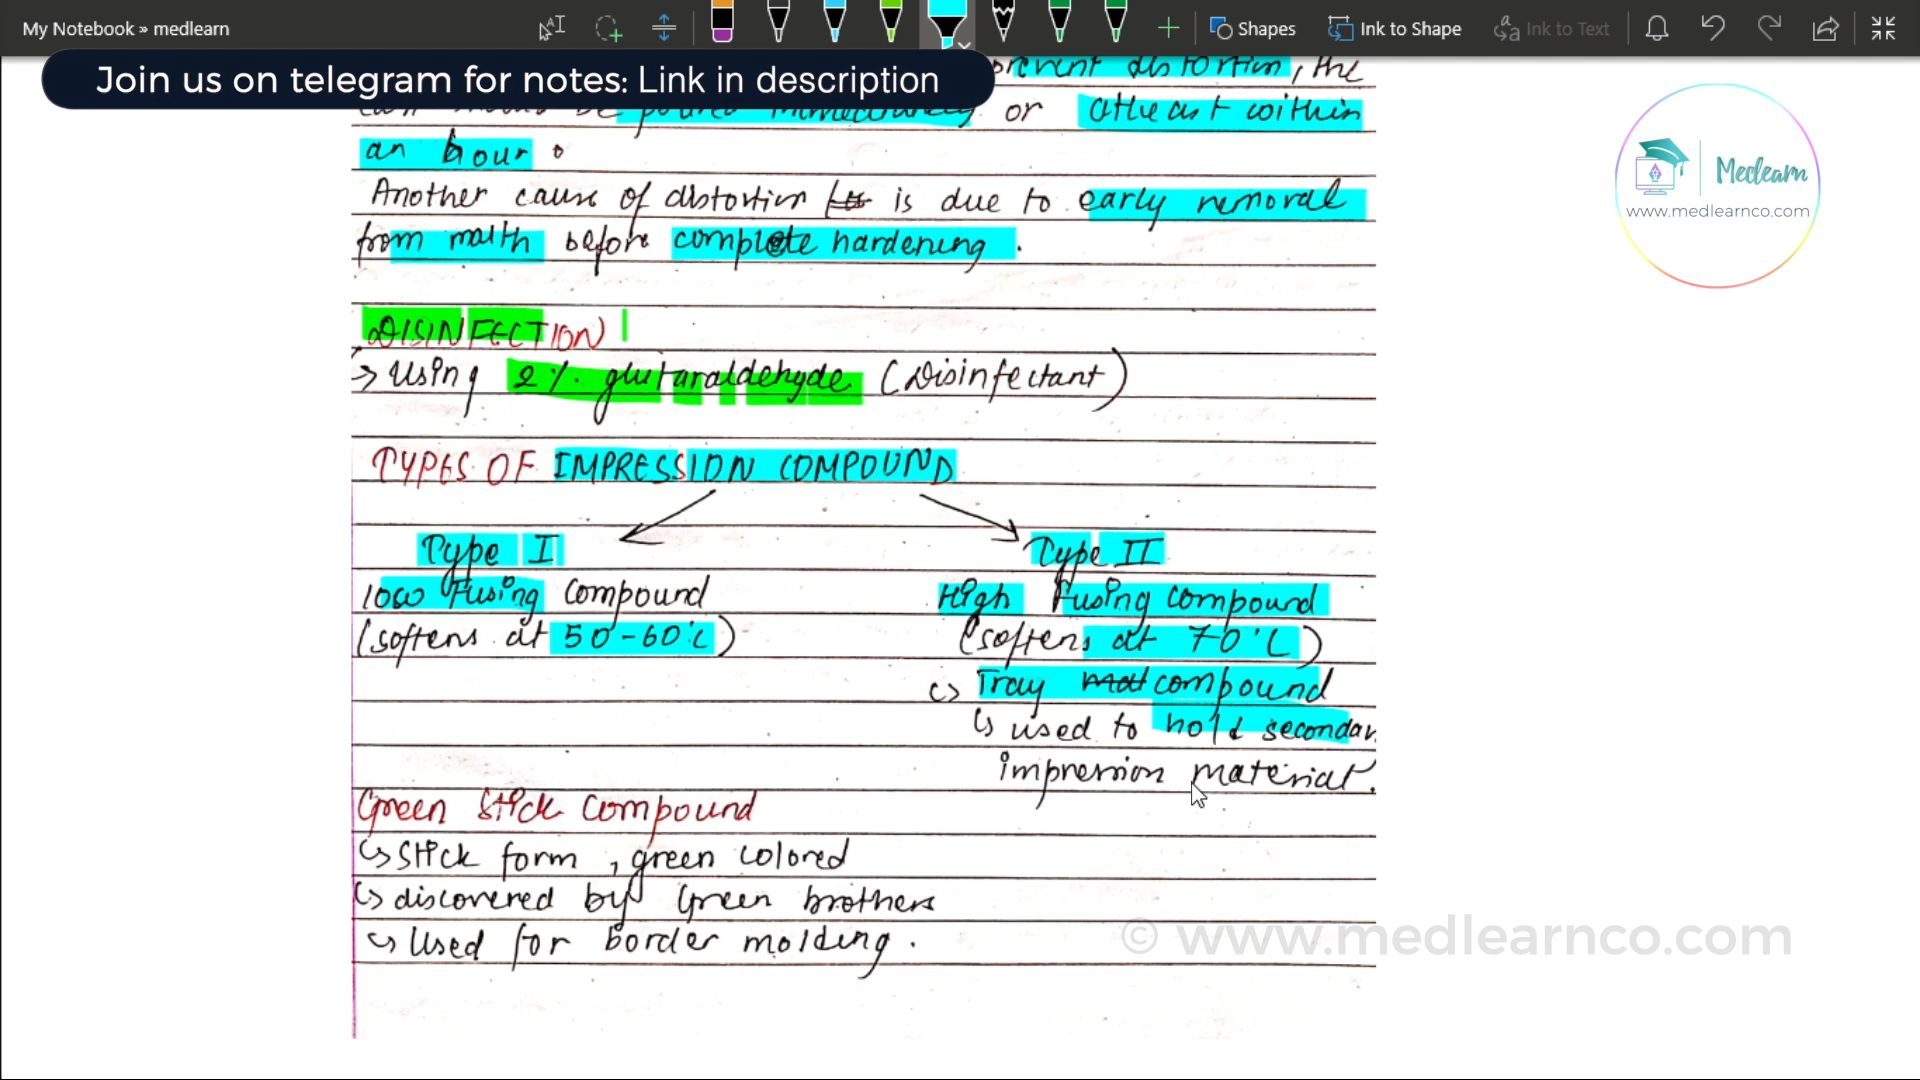 My Notebook » medlearn
Shapes
Ink to Shape
Ink to Text
Join us on telegram for notes: Link in description
prevent distortion, the
poured immediately or atleast within
an hour.
Another cause of distortion is due to early removal
from mouth before complete hardening.
DISINFECTION
→ Using 2% glutaraldehyde (Disinfectant)
TYPES OF IMPRESSION COMPOUND
Type I
Type II
low Fusing compound
High Fusing compound
(softens at 50-60°C)
(softens at 70°C)
Tray compound
used to hold secondar
impression material.
Green Stick Compound
Stick form, green colored
discovered by Green brothers
Used for border molding.
Medlearn
www.medlearnco.com
© www.medlearnco.com